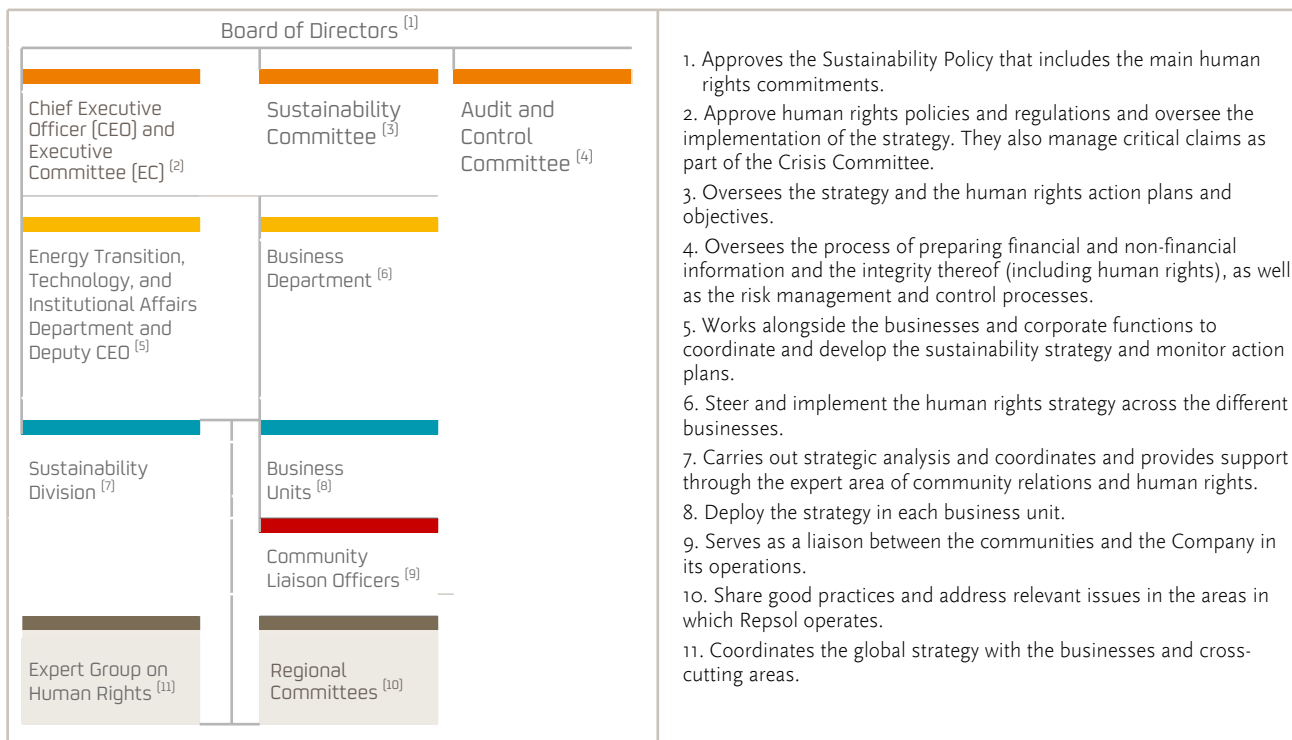 Board of Directors [1]
Chief Executive
Officer (CEO) and
Executive
Committee (EC) [2]
Sustainability
Committee [3]
Audit and
Control
Committee [4]
Energy Transition,
Technology, and
Institutional Affairs
Department and
Deputy CEO [5]
Business
Department [6]
Sustainability
Division [7]
Business
Units [8]
Community
Liaison Officers [9]
Expert Group on
Human Rights [11]
Regional
Committees [10]
1. Approves the Sustainability Policy that includes the main human
rights commitments.
2. Approve human rights policies and regulations and oversee the
implementation of the strategy. They also manage critical claims as
part of the Crisis Committee.
3. Oversees the strategy and the human rights action plans and
objectives.
4. Oversees the process of preparing financial and non-financial
information and the integrity thereof (including human rights), as well
as the risk management and control processes.
5. Works alongside the businesses and corporate functions to
coordinate and develop the sustainability strategy and monitor action
plans.
6. Steer and implement the human rights strategy across the different
businesses.
7. Carries out strategic analysis and coordinates and provides support
through the expert area of community relations and human rights.
8. Deploy the strategy in each business unit.
9. Serves as a liaison between the communities and the Company in
its operations.
10. Share good practices and address relevant issues in the areas in
which Repsol operates.
11. Coordinates the global strategy with the businesses and cross-
cutting areas.